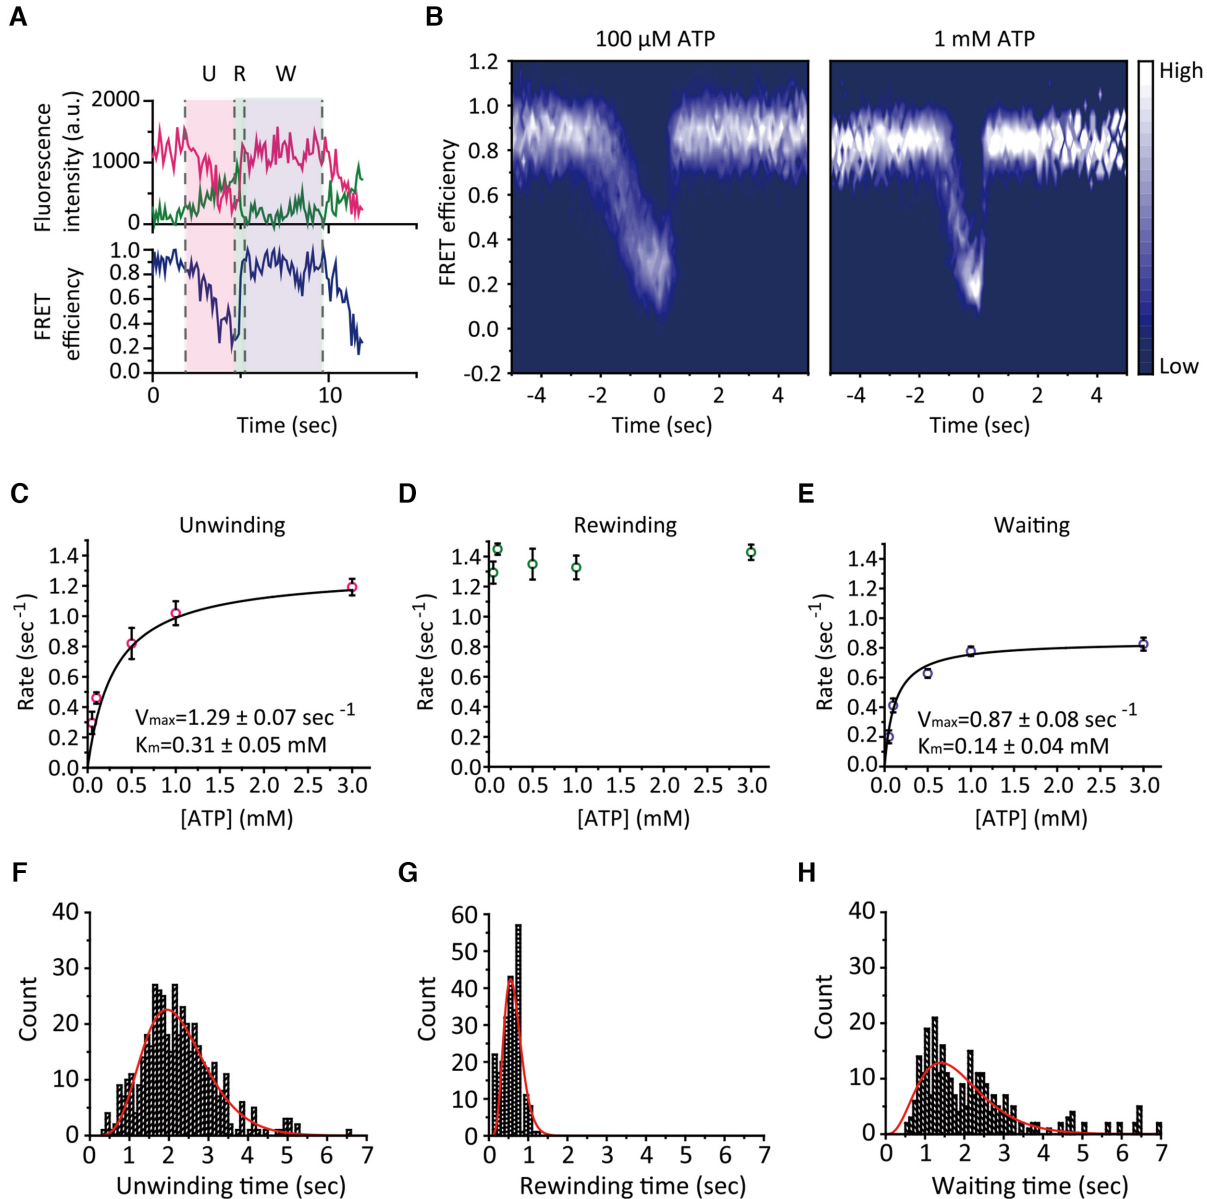 A
U R W
Fluorescence
intensity (a.u.)
2000
1000
0
FRET
efficiency
1.0
0.8
0.6
0.4
0.2
0.0
0 10
Time (sec)
B
100 µM ATP
1 mM ATP
FRET efficiency
1.2
1.0
0.8
0.6
0.4
0.2
0.0
-0.2
-4 -2 0 2 4
Time (sec)
-4 -2 0 2 4
Time (sec)
High
Low
C
Unwinding
Rate (sec⁻¹)
1.4
1.2
1.0
0.8
0.6
0.4
0.2
0.0
Vmax=1.29 ± 0.07 sec⁻¹
Km=0.31 ± 0.05 mM
0.0 0.5 1.0 1.5 2.0 2.5 3.0
[ATP] (mM)
D
Rewinding
Rate (sec⁻¹)
1.4
1.2
1.0
0.8
0.6
0.4
0.2
0.0
0.0 0.5 1.0 1.5 2.0 2.5 3.0
[ATP] (mM)
E
Waiting
Rate (sec⁻¹)
1.4
1.2
1.0
0.8
0.6
0.4
0.2
0.0
Vmax=0.87 ± 0.08 sec⁻¹
Km=0.14 ± 0.04 mM
0.0 0.5 1.0 1.5 2.0 2.5 3.0
[ATP] (mM)
F
Count
40
30
20
10
0
0 1 2 3 4 5 6 7
Unwinding time (sec)
G
Count
60
50
40
30
20
10
0
0 1 2 3 4 5 6 7
Rewinding time (sec)
H
Count
40
30
20
10
0
0 1 2 3 4 5 6 7
Waiting time (sec)